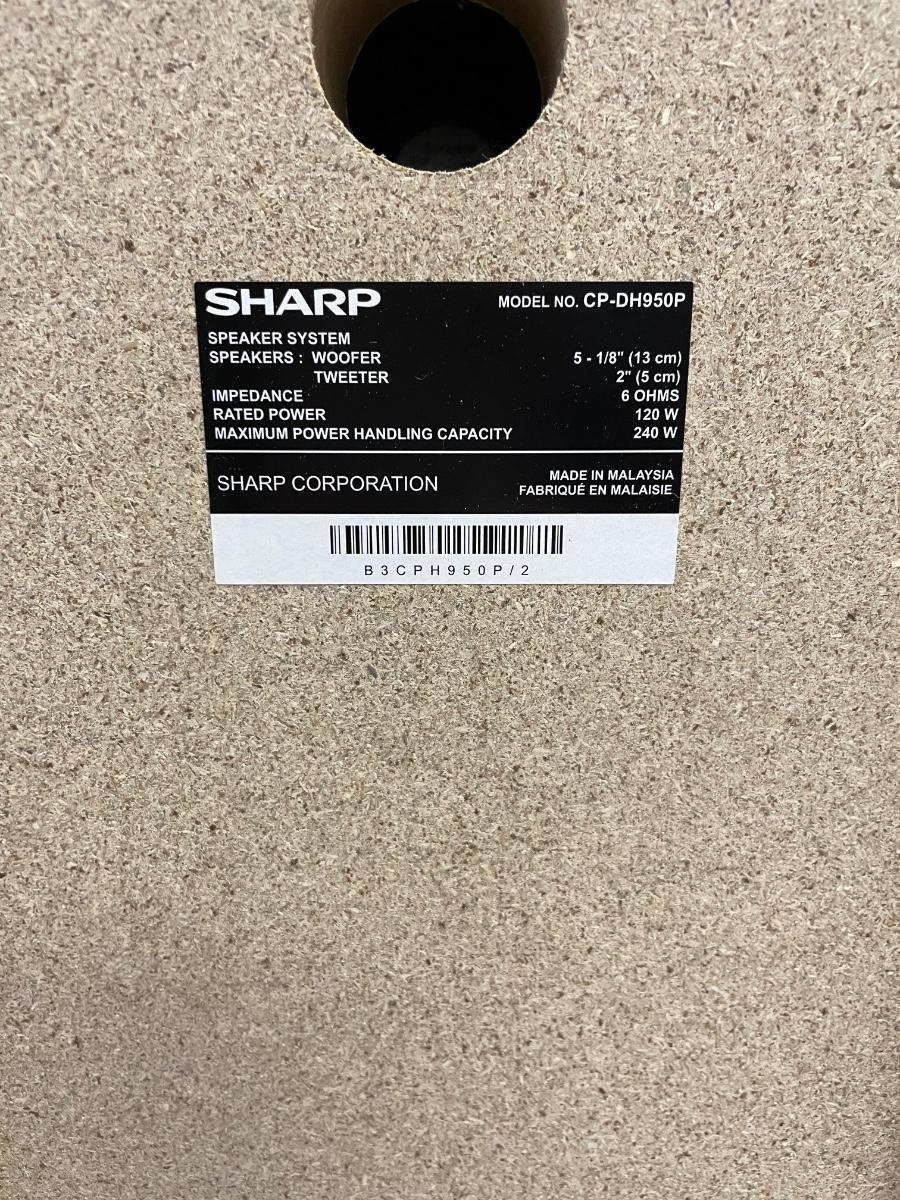 SHARP MODEL NO. CP-DH950P
SPEAKER SYSTEM
SPEAKERS : WOOFER 5 - 1/8" (13 cm)
TWEETER 2" (5 cm)
IMPEDANCE 6 OHMS
RATED POWER 120 W
MAXIMUM POWER HANDLING CAPACITY 240 W
SHARP CORPORATION
MADE IN MALAYSIA
FABRIQUÉ EN MALAISIE
B3CPH950P/2